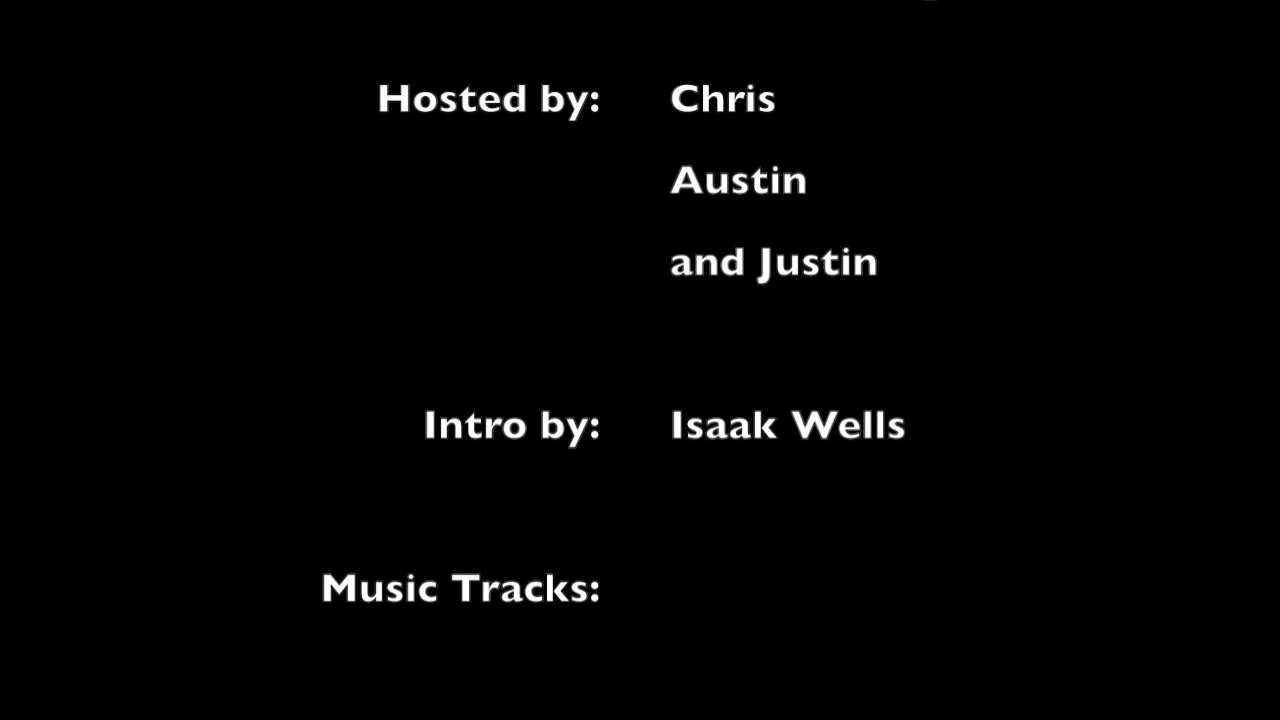 Hosted by: Chris
Austin
and Justin
Intro by: Isaak Wells
Music Tracks: